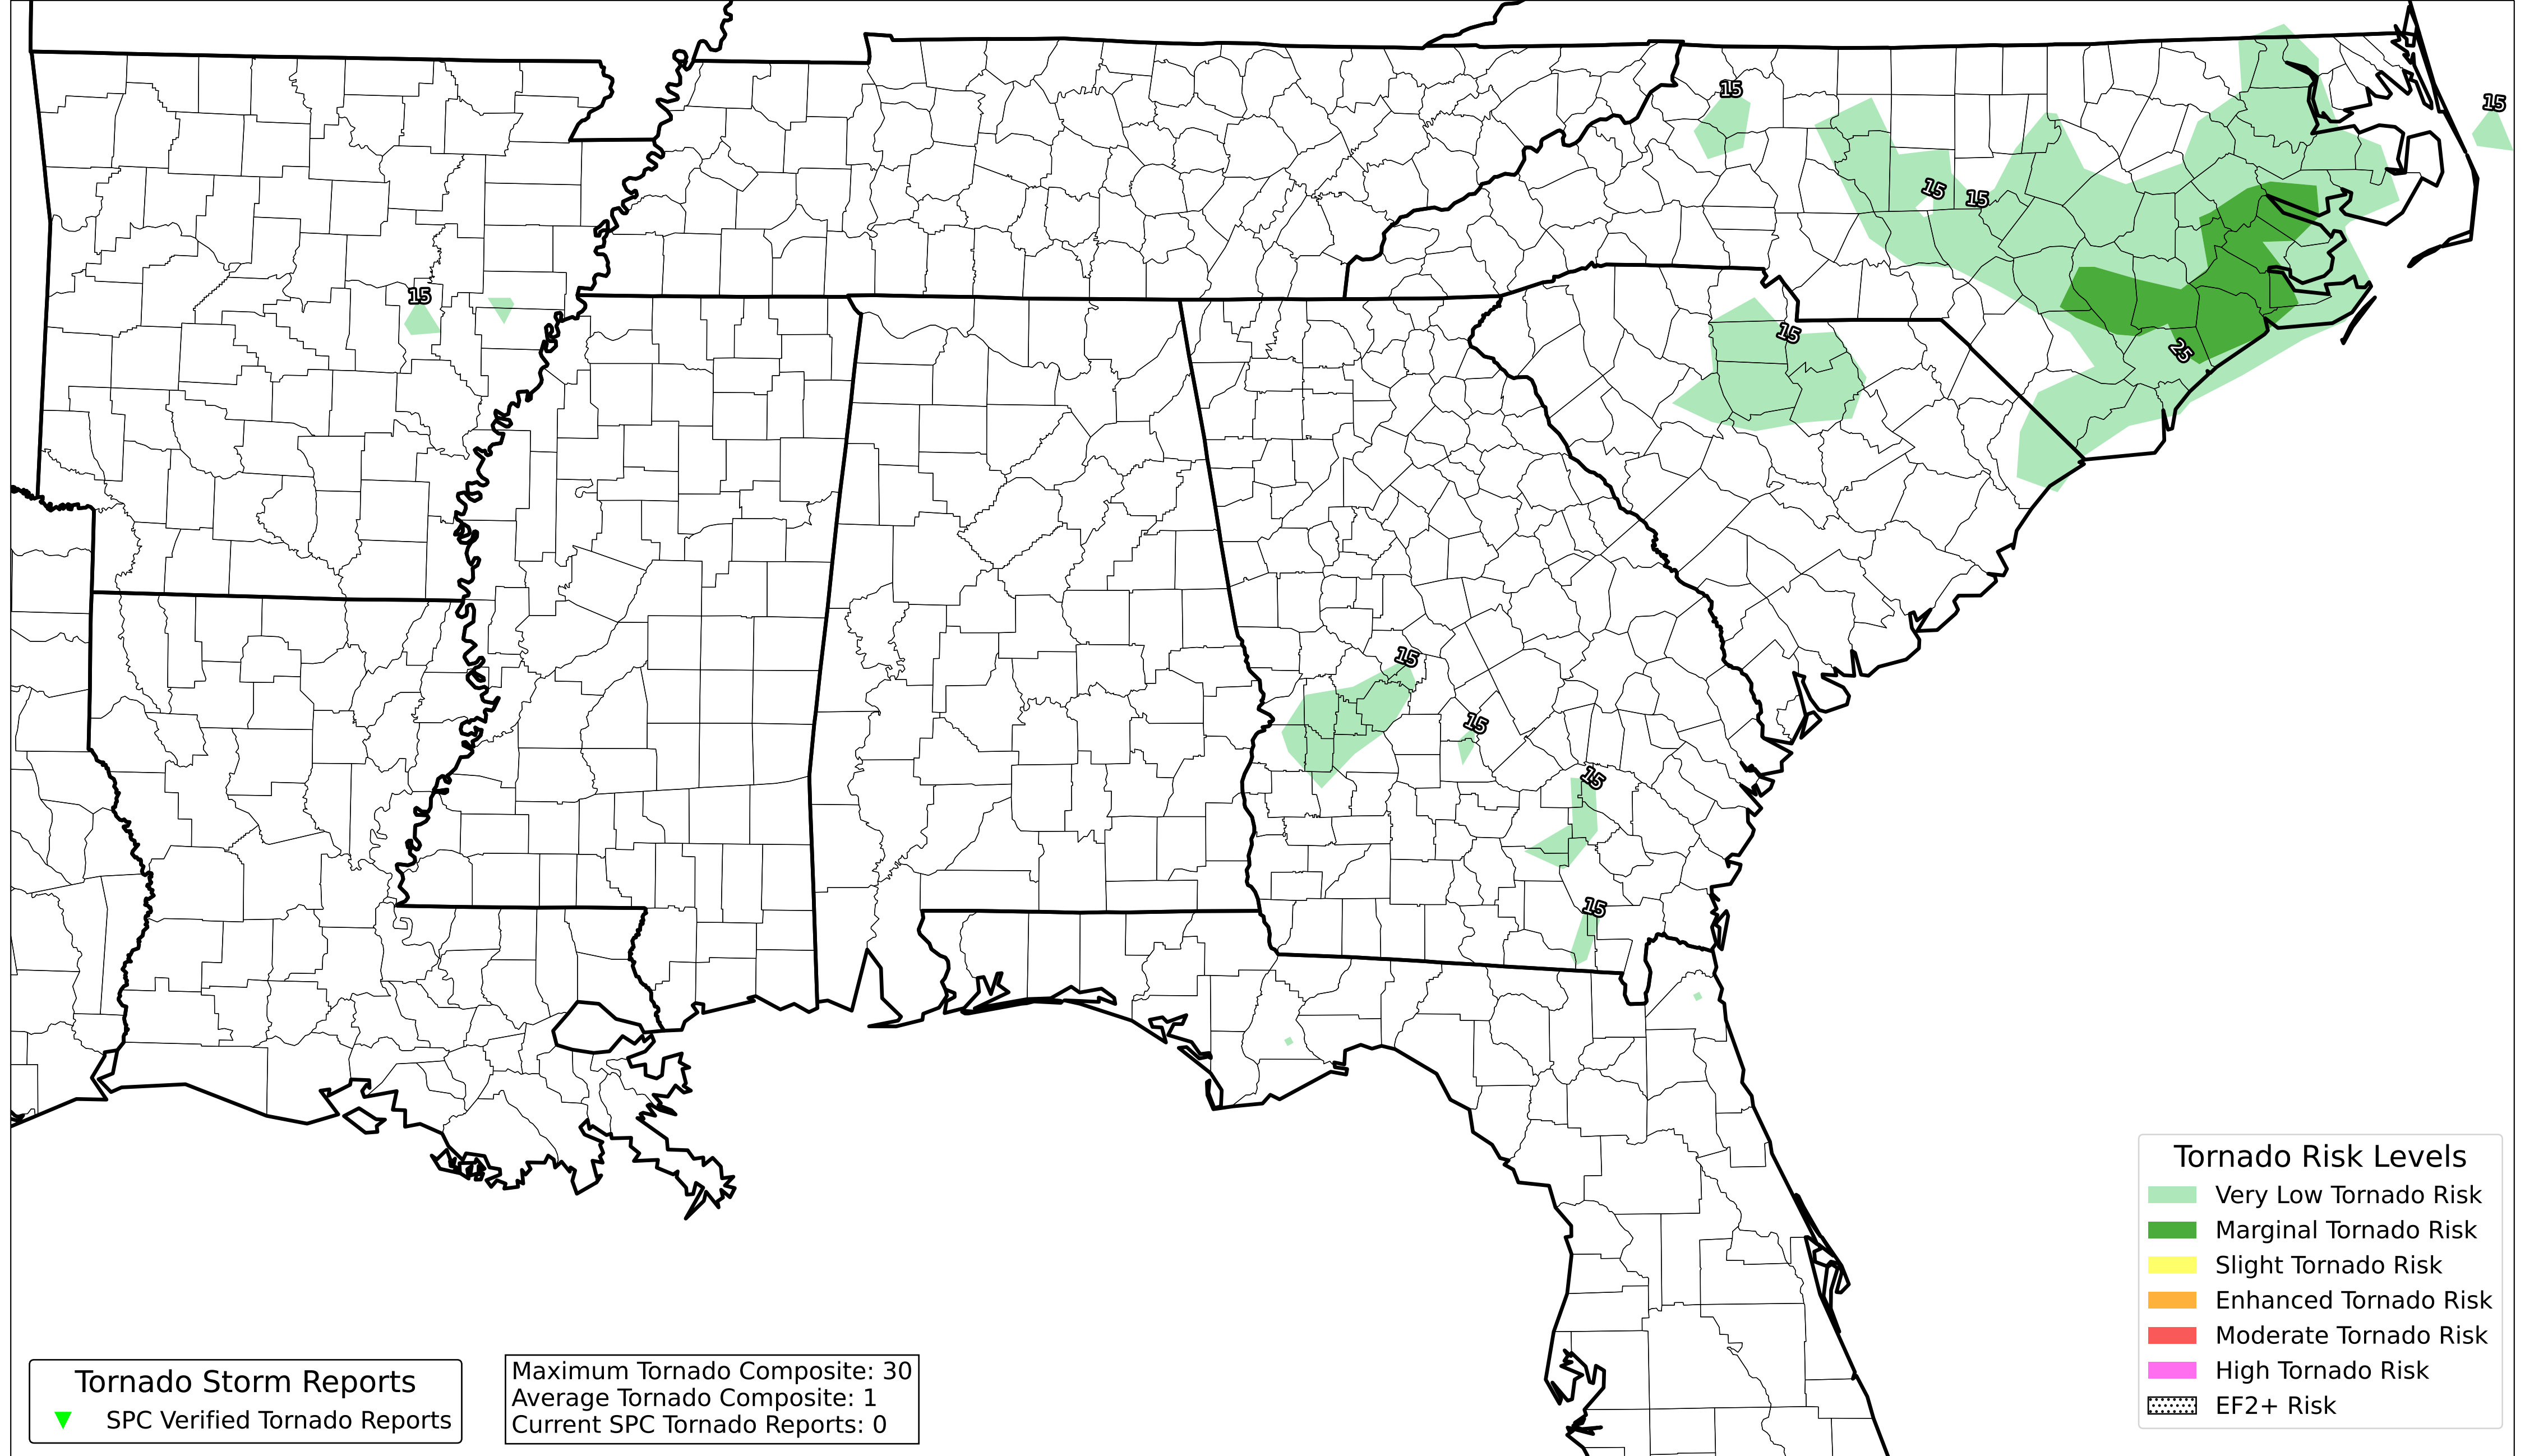 15
15
15
15
15
15
25
15
15
15
15
Tornado Risk Levels
Very Low Tornado Risk
Marginal Tornado Risk
Slight Tornado Risk
Enhanced Tornado Risk
Moderate Tornado Risk
High Tornado Risk
EF2+ Risk
Tornado Storm Reports
SPC Verified Tornado Reports
Maximum Tornado Composite: 30
Average Tornado Composite: 1
Current SPC Tornado Reports: 0